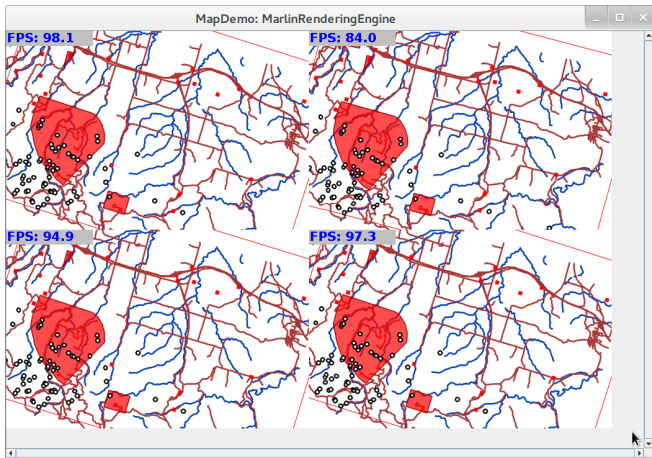 MapDemo: MarlinRenderingEngine
FPS: 98.1
FPS: 84.0
FPS: 94.9
FPS: 97.3